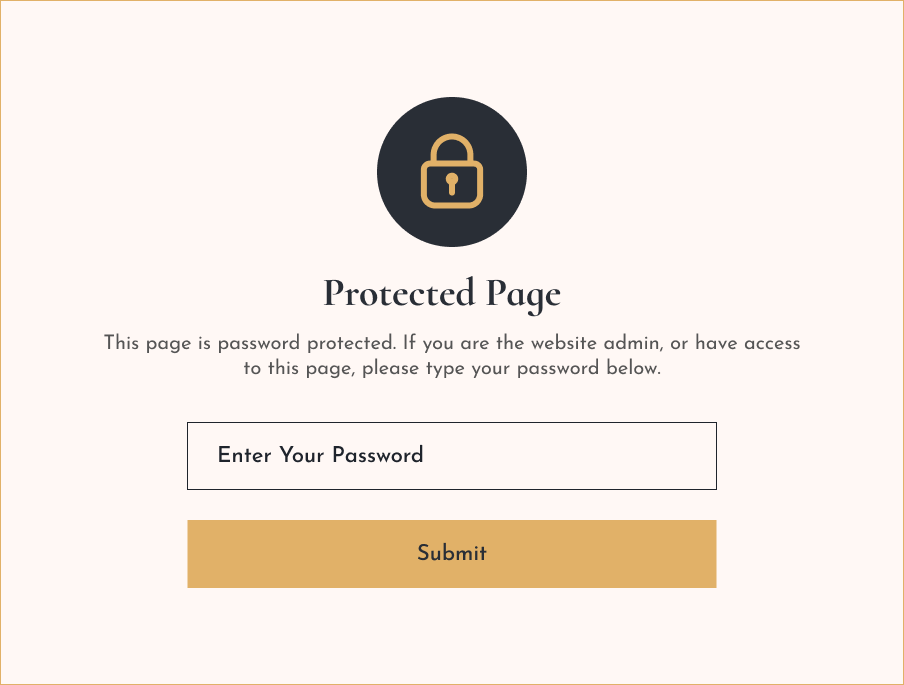 Protected Page
This page is password protected. If you are the website admin, or have access
to this page, please type your password below.
Enter Your Password
Submit